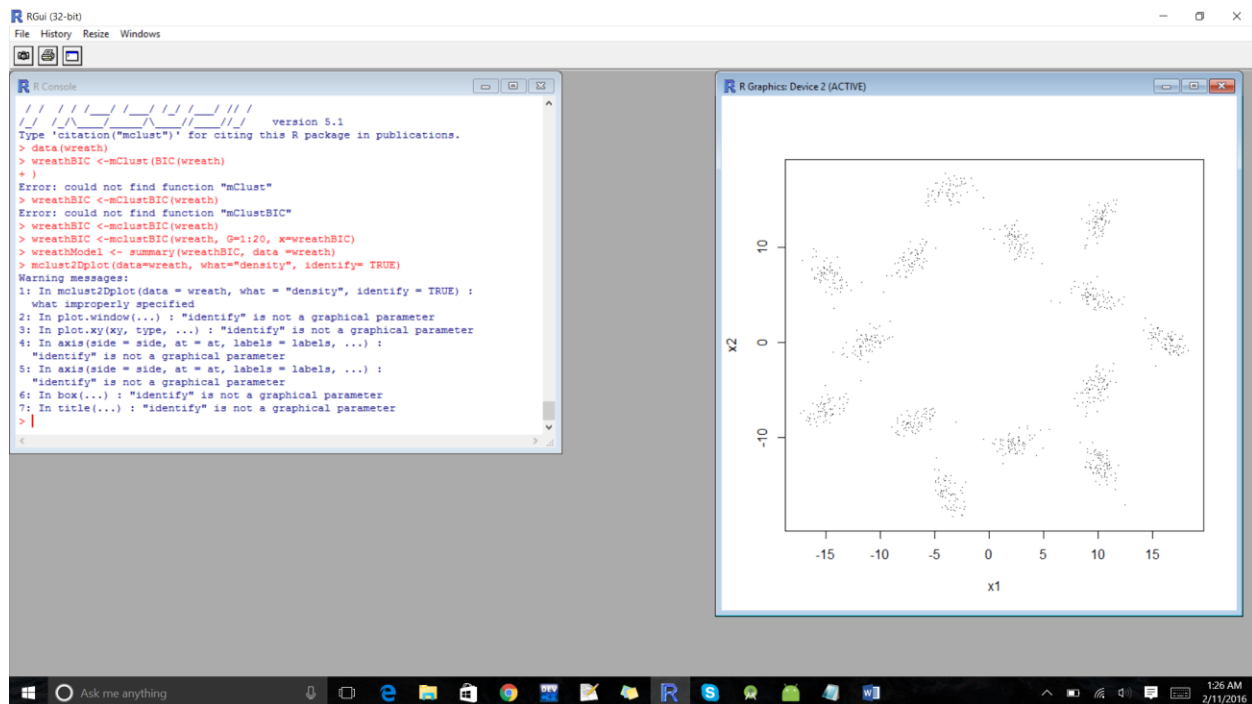 RGui (32-bit)
File History Resize Windows
R Console
version 5.1
Type 'citation("mclust")' for citing this R package in publications.
> data(wreath)
> wreathBIC <-mClust(BIC(wreath)
+ )
Error: could not find function "mClust"
> wreathBIC <-mClustBIC(wreath)
Error: could not find function "mClustBIC"
> wreathBIC <-mclustBIC(wreath)
> wreathBIC <-mclustBIC(wreath, G=1:20, x=wreathBIC)
> wreathModel <- summary(wreathBIC, data =wreath)
> mclust2Dplot(data=wreath, what="density", identify= TRUE)
Warning messages:
1: In mclust2Dplot(data = wreath, what = "density", identify = TRUE) :
what improperly specified
2: In plot.window(...) : "identify" is not a graphical parameter
3: In plot.xy(xy, type, ...) : "identify" is not a graphical parameter
4: In axis(side = side, at = at, labels = labels, ...) :
"identify" is not a graphical parameter
5: In axis(side = side, at = at, labels = labels, ...) :
"identify" is not a graphical parameter
6: In box(...) : "identify" is not a graphical parameter
7: In title(...) : "identify" is not a graphical parameter
>
R Graphics: Device 2 (ACTIVE)
10
0
-10
x2
-15 -10 -5 0 5 10 15
x1
Ask me anything
DEV
1:26 AM
2/11/2016